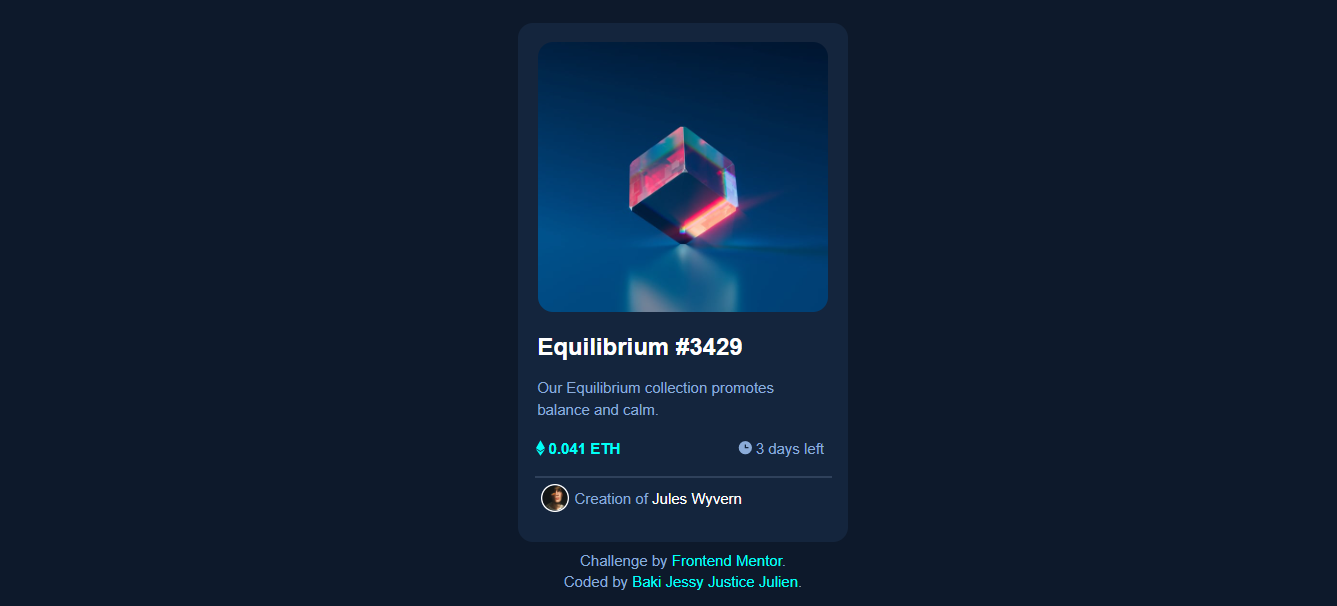 Equilibrium #3429
Our Equilibrium collection promotes
balance and calm.
0.041 ETH
3 days left
Creation of Jules Wyvern
Challenge by Frontend Mentor.
Coded by Baki Jessy Justice Julien.